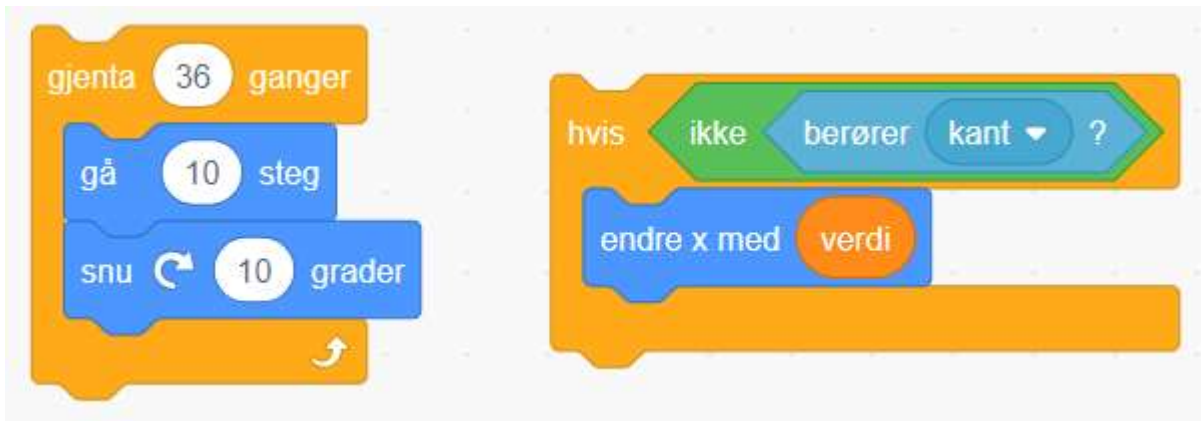 gjenta 36 ganger
gå 10 steg
snu 10 grader
hvis ikke berører kant ?
endre x med verdi